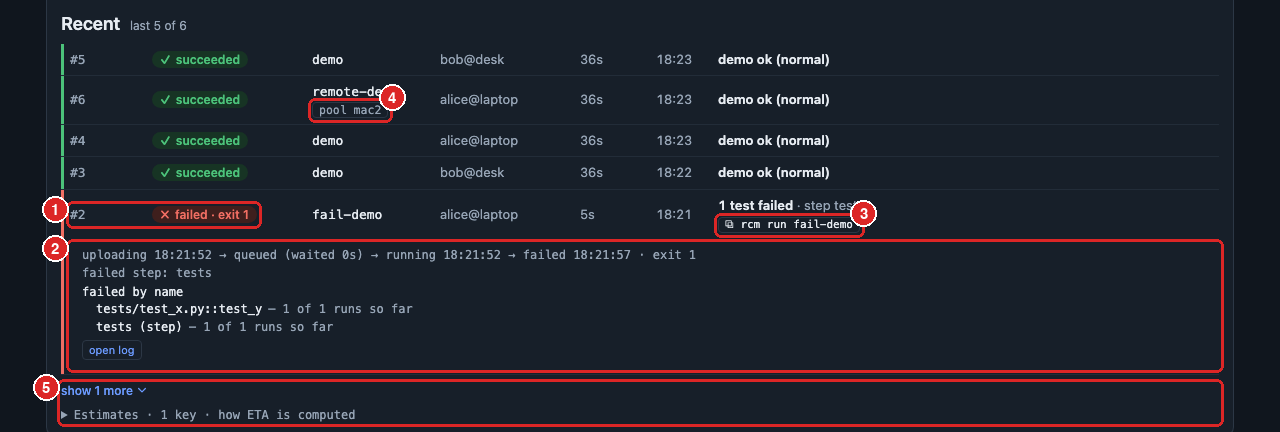 Recent last 5 of 6
#5 ✓ succeeded demo bob@desk 36s 18:23 demo ok (normal)
#6 ✓ succeeded remote-de alice@laptop 36s 18:23 demo ok (normal)
pool mac2
4
#4 ✓ succeeded demo alice@laptop 36s 18:23 demo ok (normal)
#3 ✓ succeeded demo bob@desk 36s 18:22 demo ok (normal)
1
#2 ✕ failed · exit 1 fail-demo alice@laptop 5s 18:21 1 test failed · step tes
rcm run fail-demo
3
2
uploading 18:21:52 → queued (waited 0s) → running 18:21:52 → failed 18:21:57 · exit 1
failed step: tests
failed by name
tests/test_x.py::test_y — 1 of 1 runs so far
tests (step) — 1 of 1 runs so far
open log
5
show 1 more
▶ Estimates · 1 key · how ETA is computed